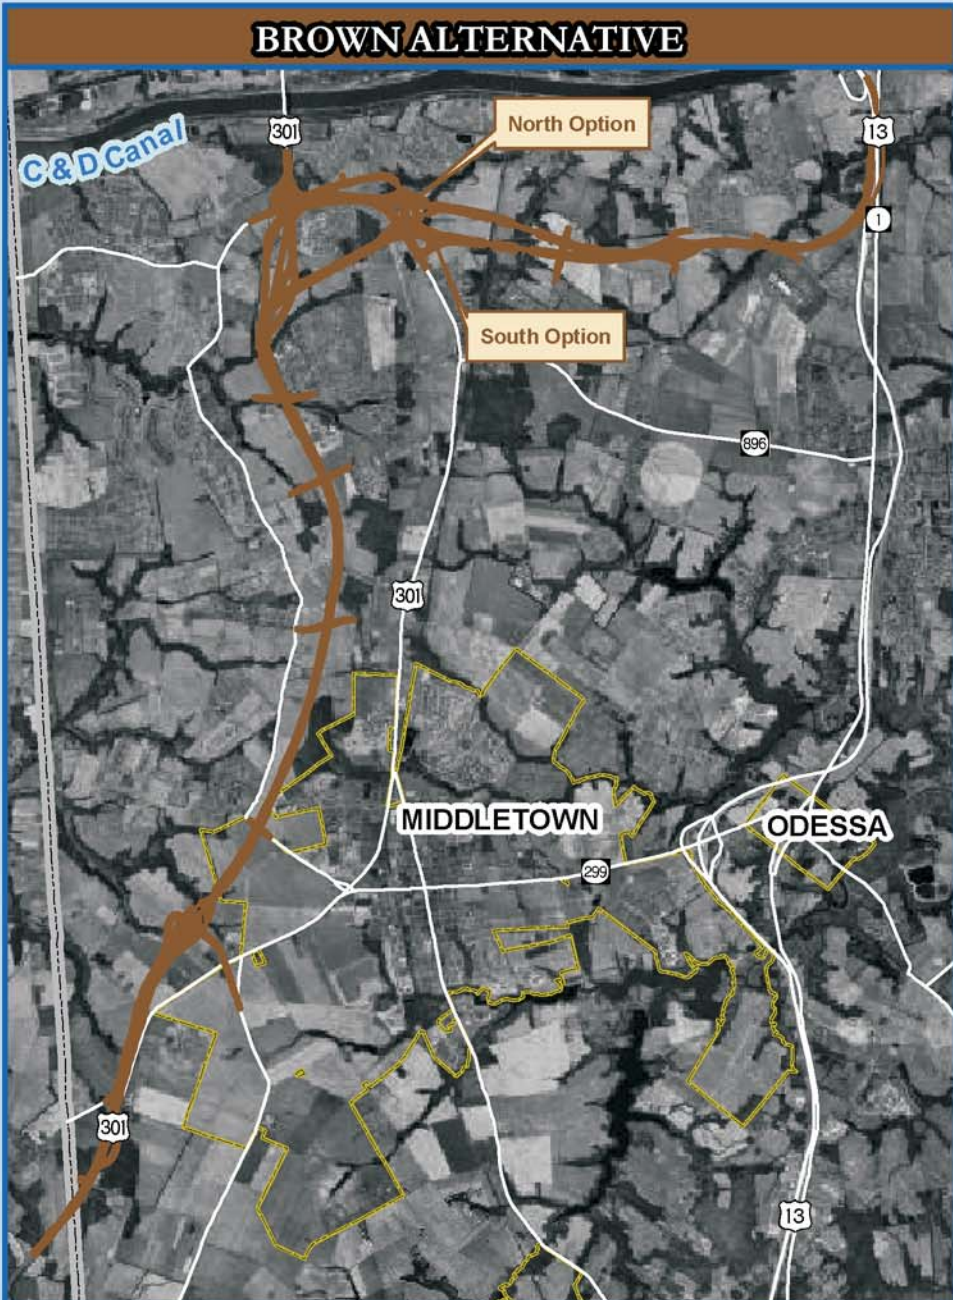 BROWN ALTERNATIVE
C & D Canal
301
North Option
13
1
South Option
896
301
MIDDLETOWN
ODESSA
299
301
13